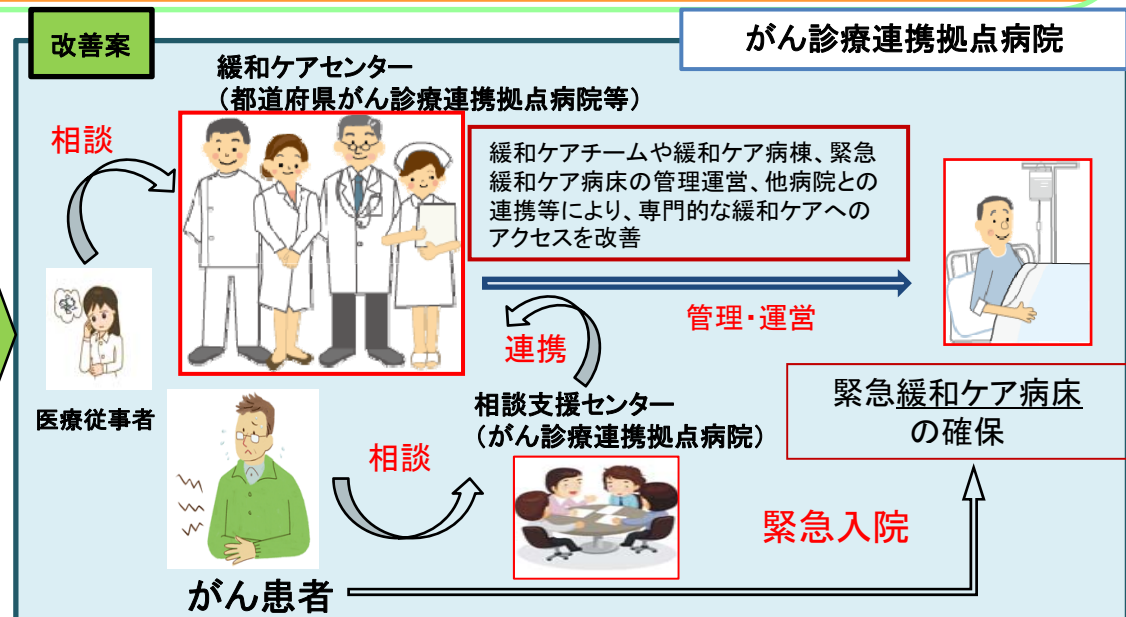 改善案
がん診療連携拠点病院
緩和ケアセンター
（都道府県がん診療連携拠点病院等）
相談
緩和ケアチームや緩和ケア病棟、緊急
緩和ケア病床の管理運営、他病院との
連携等により、専門的な緩和ケアへの
アクセスを改善
管理・運営
連携
医療従事者
相談支援センター
（がん診療連携拠点病院）
緊急緩和ケア病床
の確保
相談
緊急入院
がん患者